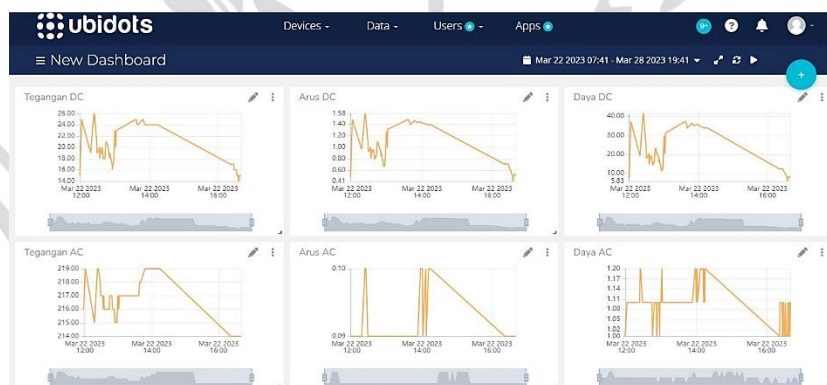 ubidots Devices Data Users Apps
New Dashboard Mar 22 2023 07:41 - Mar 28 2023 19:41
Tegangan DC
26.00
24.00
22.00
20.00
18.00
16.00
14.00
Mar 22 2023 12:00 Mar 22 2023 14:00 Mar 22 2023 16:00
Arus DC
1.58
1.40
1.20
1.00
0.80
0.60
0.41
Mar 22 2023 12:00 Mar 22 2023 14:00 Mar 22 2023 16:00
Daya DC
40.00
30.00
20.00
10.00
5.83
Mar 22 2023 12:00 Mar 22 2023 14:00 Mar 22 2023 16:00
Tegangan AC
219.00
218.00
217.00
216.00
215.00
214.00
Mar 22 2023 12:00 Mar 22 2023 14:00 Mar 22 2023 16:00
Arus AC
0.10
0.09
Mar 22 2023 12:00 Mar 22 2023 14:00 Mar 22 2023 16:00
Daya AC
1.20
1.17
1.14
1.11
1.08
1.05
1.02
1.00
Mar 22 2023 12:00 Mar 22 2023 14:00 Mar 22 2023 16:00